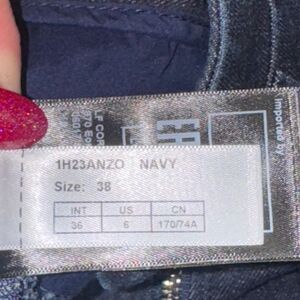 1H23ANZO NAVY
Size: 38
INT US CN
36 6 170/74A
Imported by